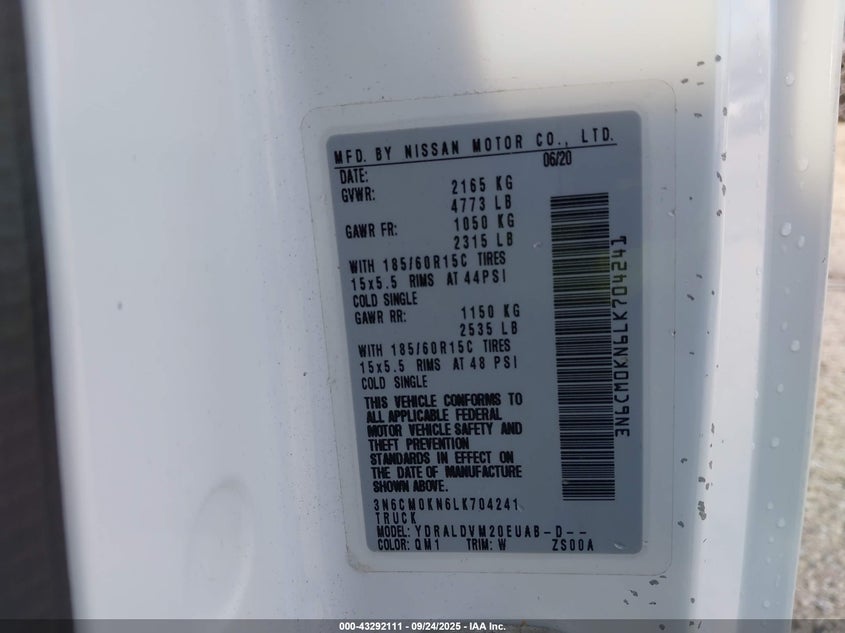 MFD. BY NISSAN MOTOR CO., LTD.
DATE: 06/20
GVWR: 2165 KG
4773 LB
GAWR FR: 1050 KG
2315 LB
WITH 185/60R15C TIRES
15x5.5 RIMS AT 44PSI
COLD SINGLE
GAWR RR: 1150 KG
2535 LB
WITH 185/60R15C TIRES
15x5.5 RIMS AT 48 PSI
COLD SINGLE
THIS VEHICLE CONFORMS TO
ALL APPLICABLE FEDERAL
MOTOR VEHICLE SAFETY AND
THEFT PREVENTION
STANDARDS IN EFFECT ON
THE DATE OF MANUFACTURE
SHOWN ABOVE.
3N6CM0KN6LK704241
TRUCK
MODEL: YDRALDVM20EUAB-D--
COLOR: QM1 TRIM: W ZS00A
3N6CM0KN6LK704241
000-43292111 - 09/24/2025 - IAA Inc.